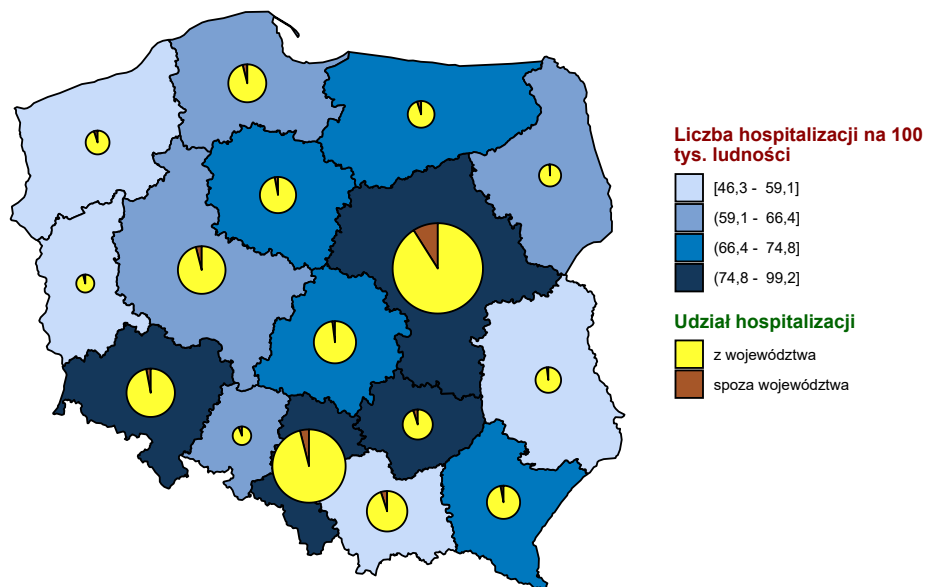 Liczba hospitalizacji na 100
tys. ludności
[46,3 - 59,1]
(59,1 - 66,4]
(66,4 - 74,8]
(74,8 - 99,2]
Udział hospitalizacji
z województwa
spoza województwa